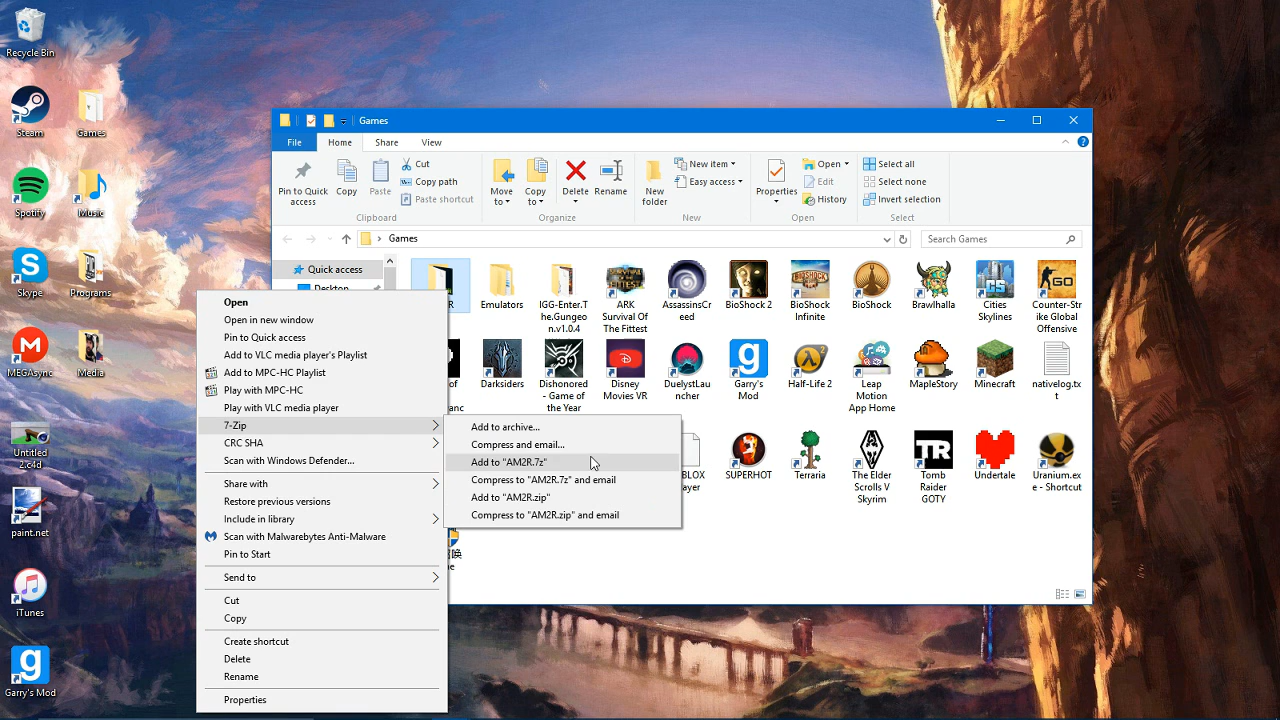 Recycle Bin
Steam
Games
Spotify
Music
Skype
Programs
MEGAsync
Media
Untitled
2.c4d
paint.net
iTunes
Garry's Mod
Games
File
Home
Share
View
Pin to Quick
access
Copy
Paste
Cut
Copy path
Paste shortcut
Clipboard
Move
to
Copy
to
Delete
Rename
Organize
New
folder
New item
Easy access
New
Properties
Open
Edit
History
Open
Select all
Select none
Invert selection
Select
Games
Search Games
Quick access
Desktop
R
Emulators
IGG-Enter.T
he.Gungeo
n.v1.0.4
ARK
Survival Of
The Fittest
AssassinsCr
eed
BioShock 2
BioShock
Infinite
BioShock
Brawlhalla
Cities
Skylines
Counter-Str
ike Global
Offensive
of
anc
Darksiders
Dishonored
- Game of
the Year
Disney
Movies VR
DuelystLau
ncher
Garry's
Mod
Half-Life 2
Leap
Motion
App Home
MapleStory
Minecraft
nativelog.tx
t
BLOX
ayer
SUPERHOT
Terraria
The Elder
Scrolls V
Skyrim
Tomb
Raider
GOTY
Undertale
Uranium.ex
e - Shortcut
Open
Open in new window
Pin to Quick access
Add to VLC media player's Playlist
Add to MPC-HC Playlist
Play with MPC-HC
Play with VLC media player
7-Zip
CRC SHA
Scan with Windows Defender...
Share with
Restore previous versions
Include in library
Scan with Malwarebytes Anti-Malware
Pin to Start
Send to
Cut
Copy
Create shortcut
Delete
Rename
Properties
Add to archive...
Compress and email...
Add to "AM2R.7z"
Compress to "AM2R.7z" and email
Add to "AM2R.zip"
Compress to "AM2R.zip" and email